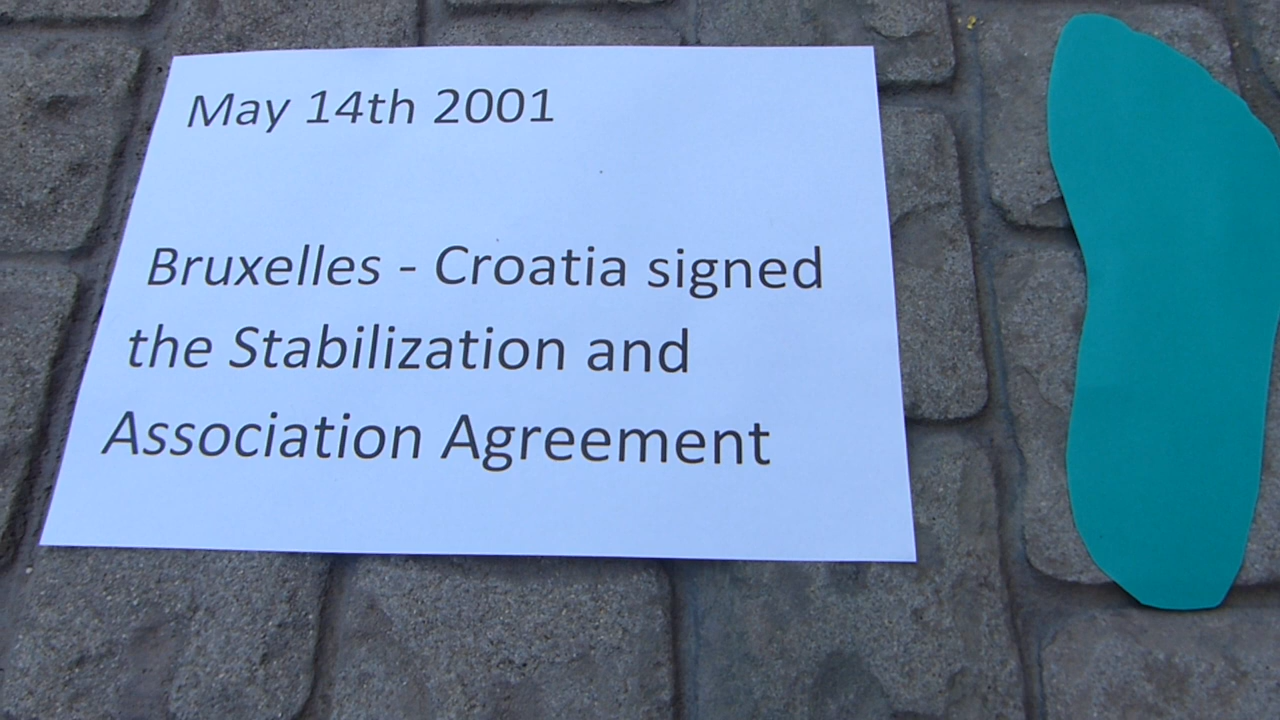 May 14th 2001
Bruxelles - Croatia signed
the Stabilization and
Association Agreement